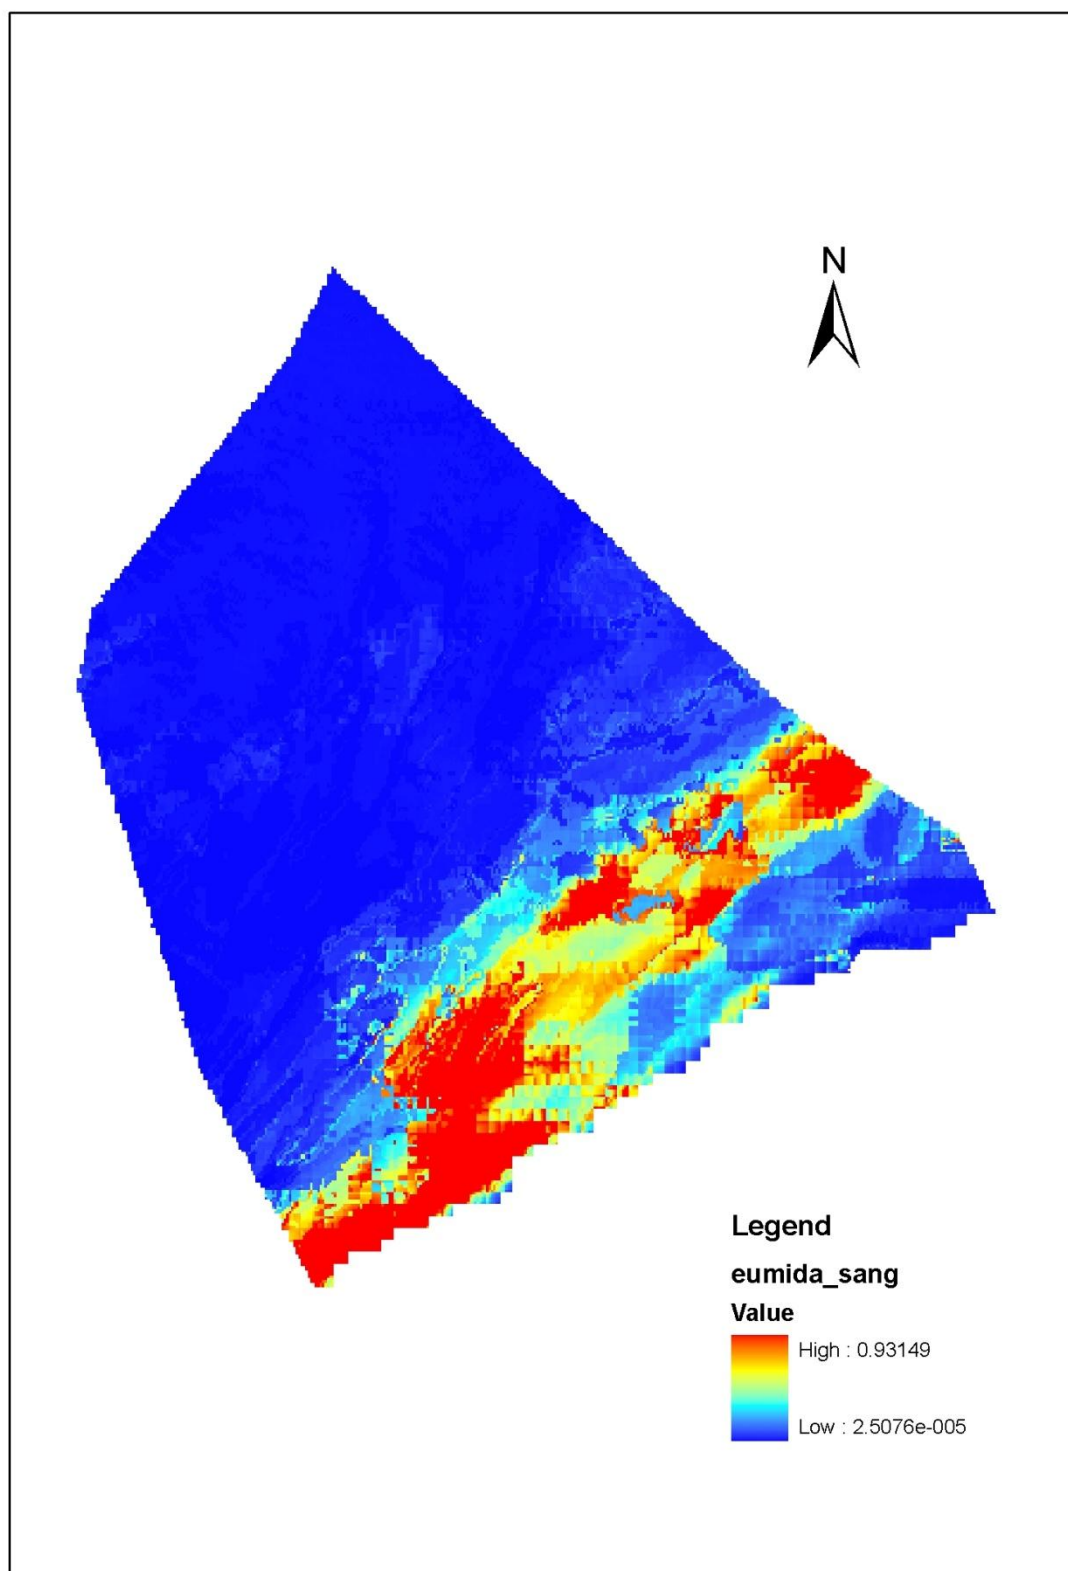 N
Legend
eumida_sang
Value
High : 0.93149
Low : 2.5076e-005